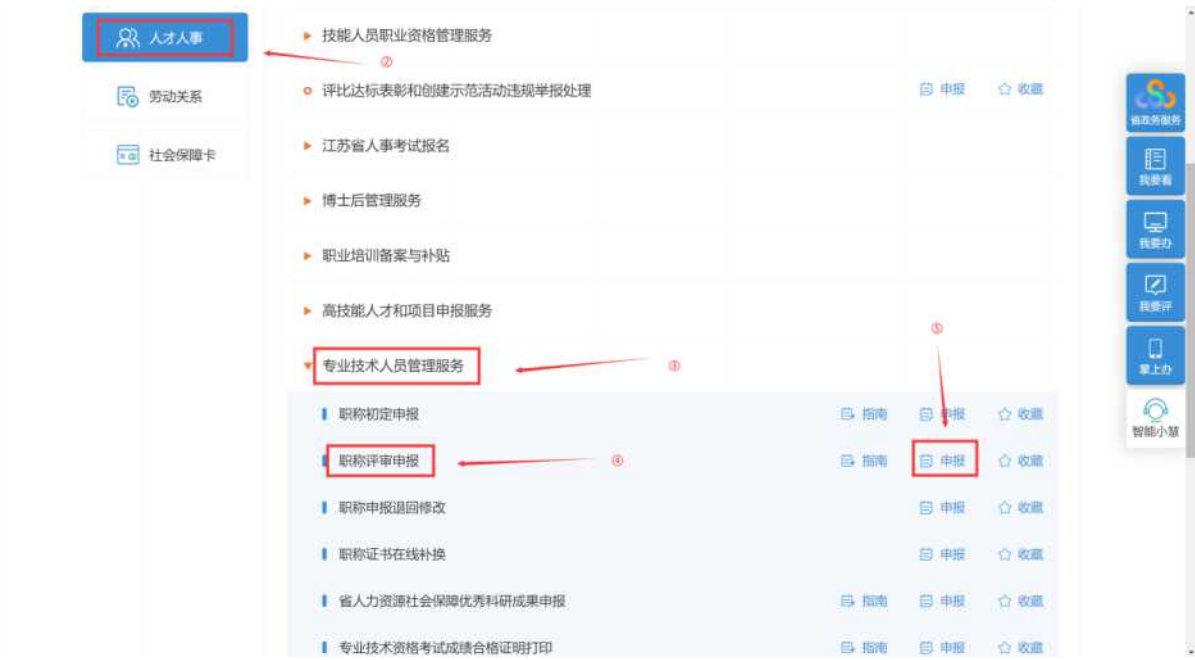 人才人事
劳动关系
社会保障卡
技能人员职业资格管理服务
②
评比达标表彰和创建示范活动违规举报处理 申报 收藏
江苏省人事考试报名
博士后管理服务
职业培训备案与补贴
高技能人才和项目申报服务
⑤
专业技术人员管理服务 ③
职称初定申报 指南 申报 收藏
职称评审申报 ④ 指南 申报 收藏
职称申报退回修改 申报 收藏
职称证书在线补换 申报 收藏
省人力资源社会保障优秀科研成果申报 指南 申报 收藏
专业技术资格考试成绩合格证明打印 指南 申报 收藏
省政务服务
我要看
我要办
我要评
掌上办
智能小慧